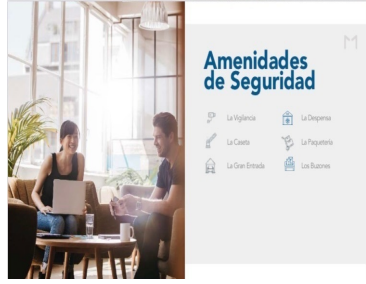 Amenidades
de Seguridad
La Vigilancia
La Caseta
La Gran Entrada
La Despensa
La Paquetería
Los Buzones